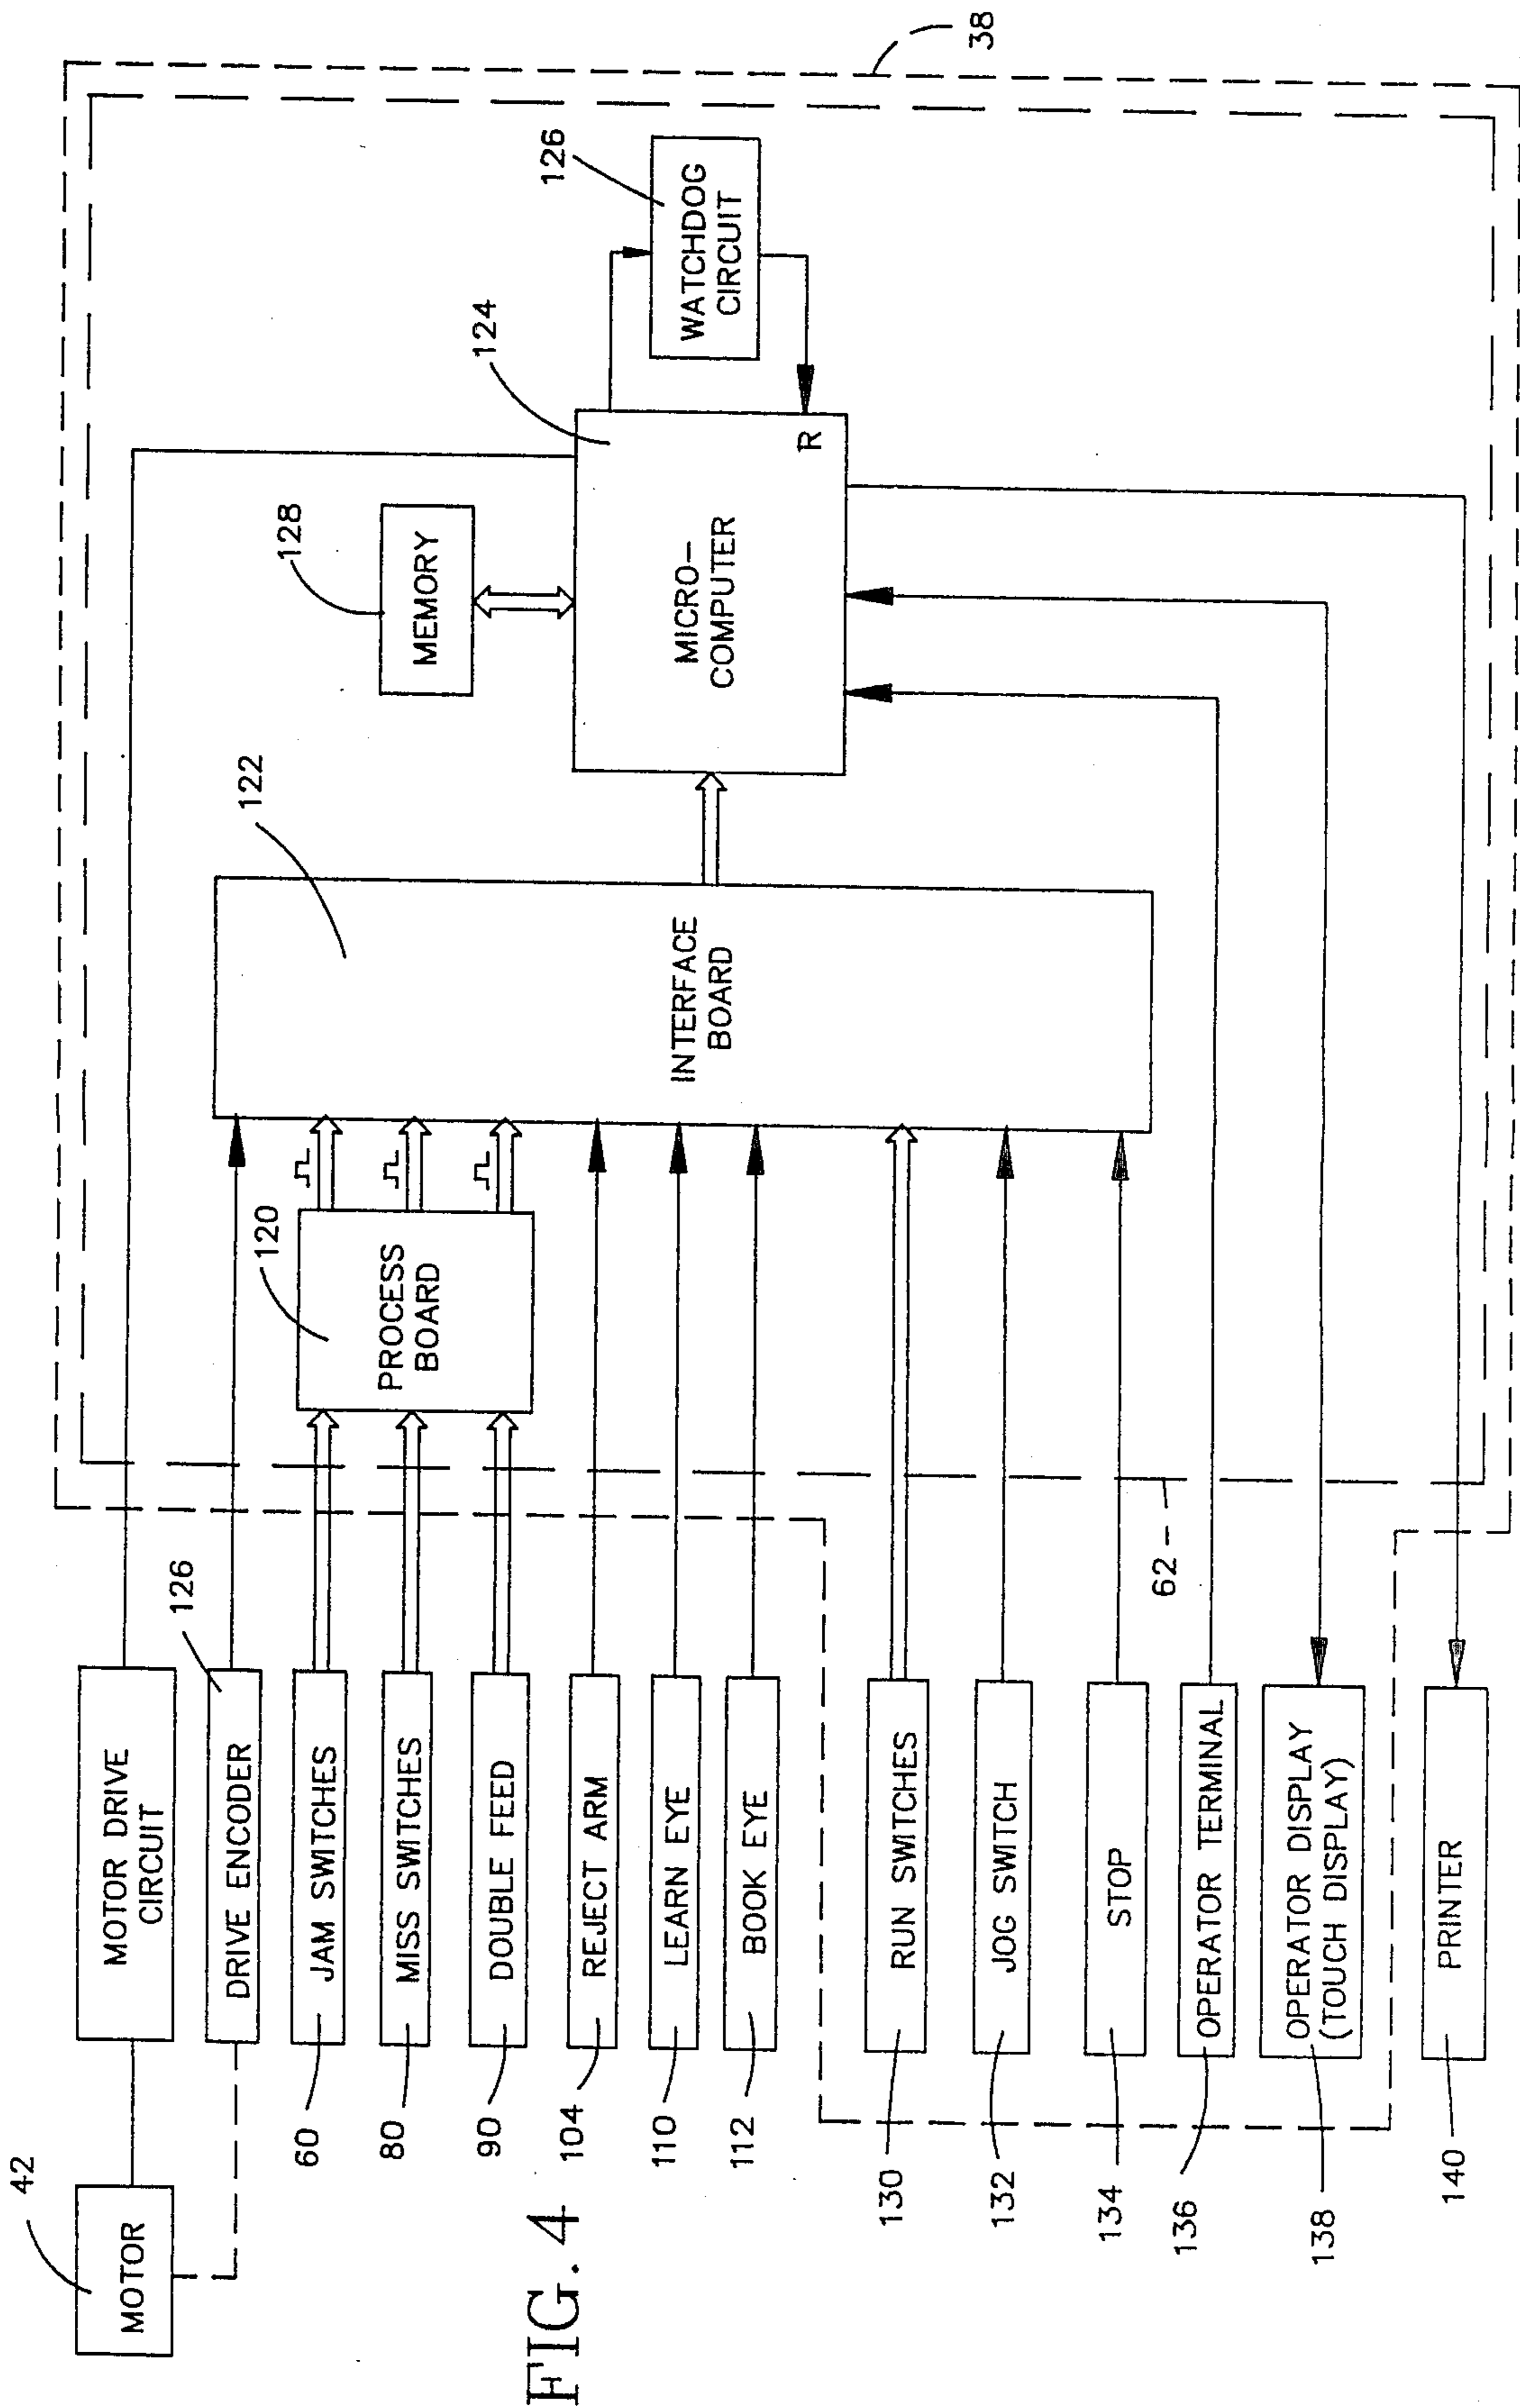 FIG. 4
42
MOTOR
MOTOR DRIVE
CIRCUIT
126
DRIVE ENCODER
60
JAM SWITCHES
80
MISS SWITCHES
90
DOUBLE FEED
104
REJECT ARM
110
LEARN EYE
112
BOOK EYE
130
RUN SWITCHES
132
JOG SWITCH
134
STOP
136
OPERATOR TERMINAL
138
OPERATOR DISPLAY
(TOUCH DISPLAY)
140
PRINTER
62
120
PROCESS
BOARD
122
INTERFACE
BOARD
128
MEMORY
124
MICRO-
COMPUTER
R
126
WATCHDOG
CIRCUIT
38